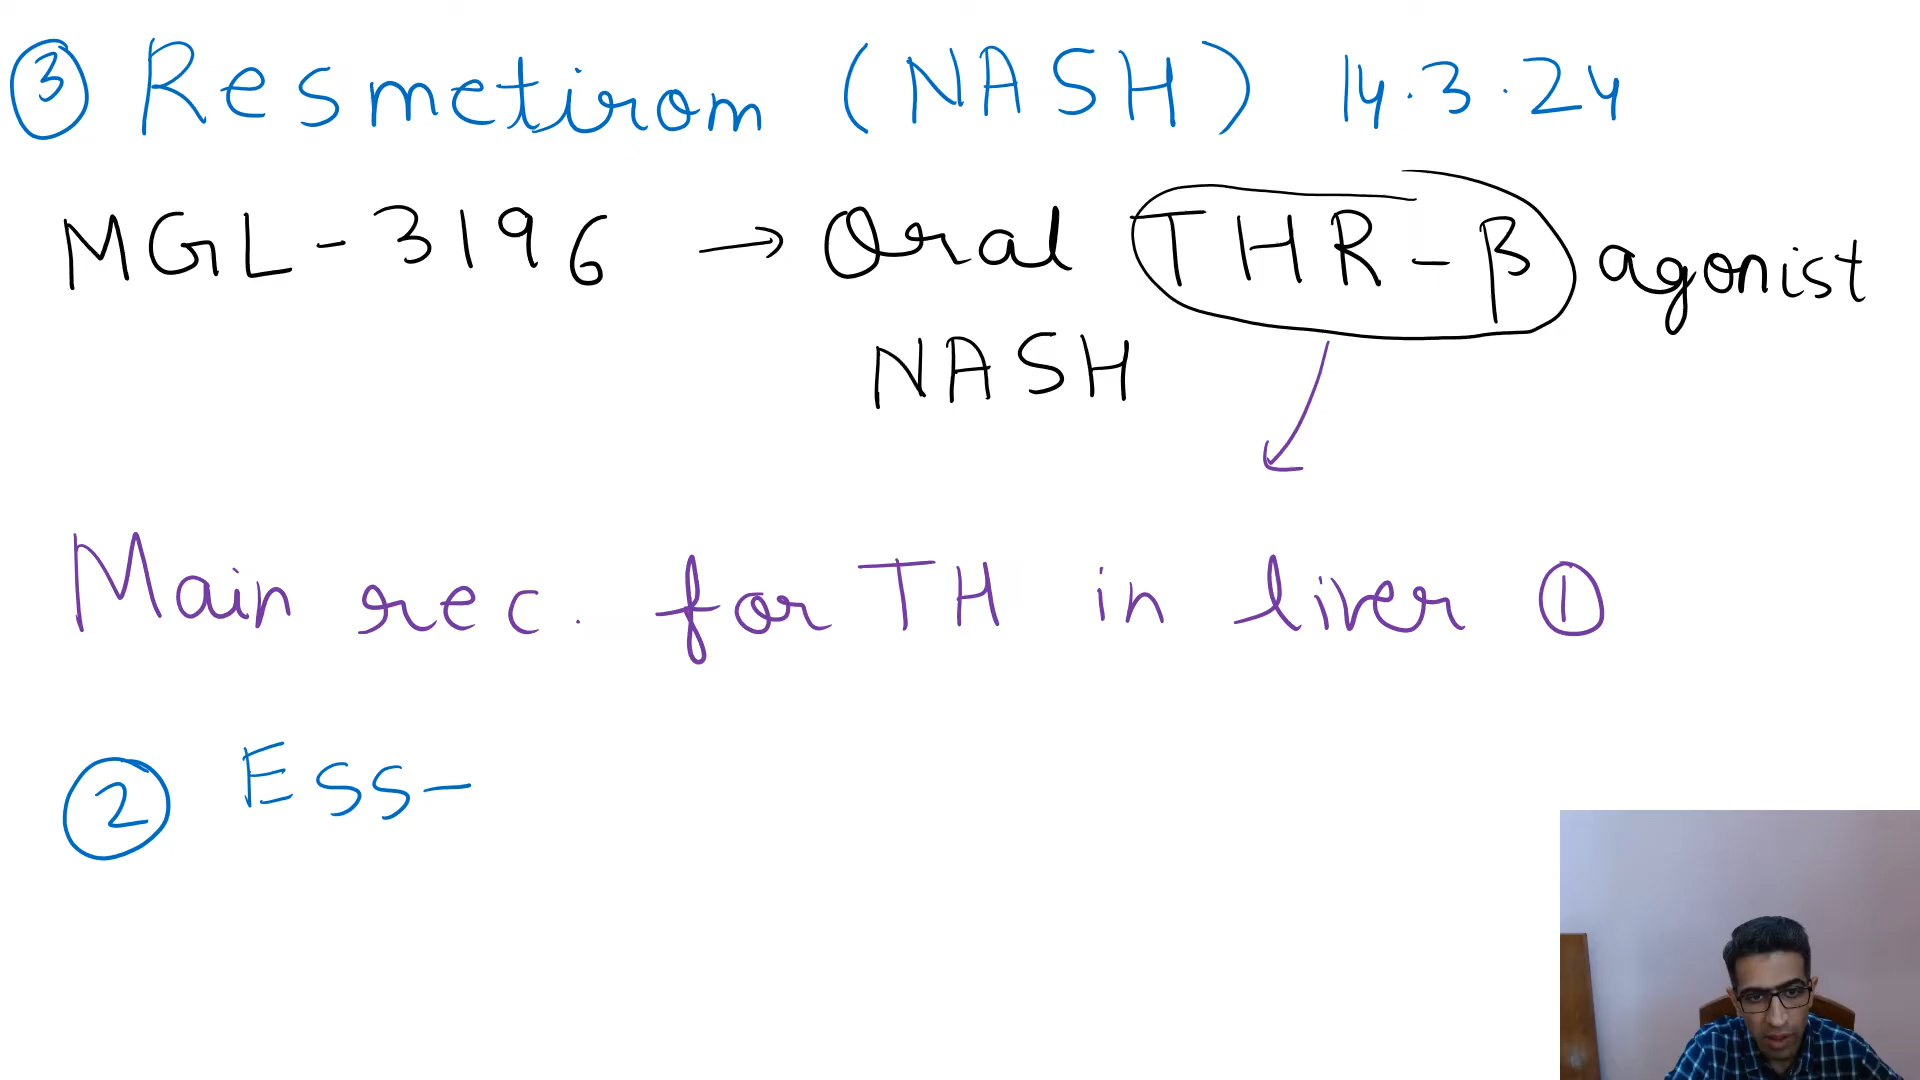 ③ Resmetirom (NASH) 14.3.24
MGL-3196 → Oral THR-β agonist
NASH
Main rec. for TH in liver ①
② Ess-